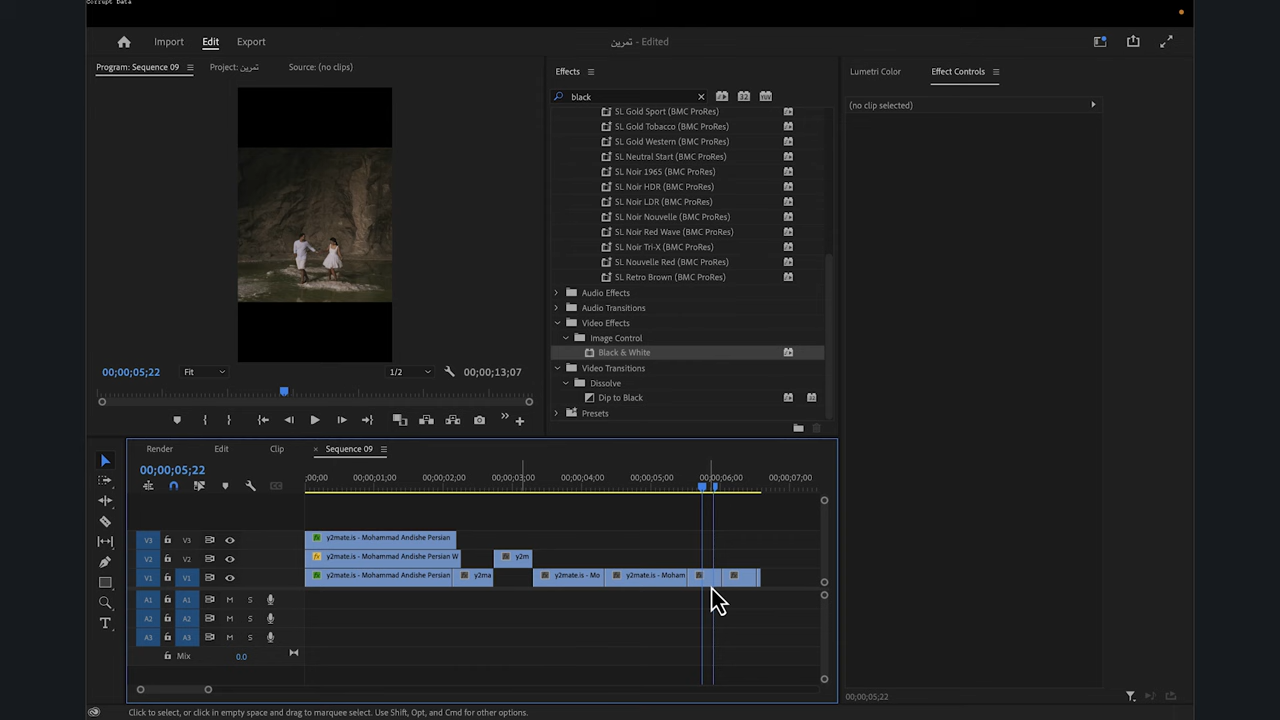 Corrupt Data
Import Edit Export
تمرین - Edited
Program: Sequence 09
Project: تمرین
Source: (no clips)
00;00;05;22
Fit
1/2
00;00;13;07
Effects
black
SL Gold Sport (BMC ProRes)
SL Gold Tobacco (BMC ProRes)
SL Gold Western (BMC ProRes)
SL Neutral Start (BMC ProRes)
SL Noir 1965 (BMC ProRes)
SL Noir HDR (BMC ProRes)
SL Noir LDR (BMC ProRes)
SL Noir Nouvelle (BMC ProRes)
SL Noir Red Wave (BMC ProRes)
SL Noir Tri-X (BMC ProRes)
SL Nouvelle Red (BMC ProRes)
SL Retro Brown (BMC ProRes)
Audio Effects
Audio Transitions
Video Effects
Image Control
Black & White
Video Transitions
Dissolve
Dip to Black
Presets
Lumetri Color
Effect Controls
(no clip selected)
00;00;05;22
Render
Edit
Clip
× Sequence 09
00;00;05;22
;00;00 00;00;01;00 00;00;02;00 00;00;03;00 00;00;04;00 00;00;05;00 00;00;06;00 00;00;07;00
V3 V3 y2mate.is - Mohammad Andishe Persian
V2 V2 fx y2mate.is - Mohammad Andishe Persian W y2m
V1 V1 y2mate.is - Mohammad Andishe Persian y2ma y2mate.is - Mo y2mate.is - Moham
A1 A1 M S
A2 A2 M S
A3 A3 M S
Mix 0.0
Click to select, or click in empty space and drag to marquee select. Use Shift, Opt, and Cmd for other options.